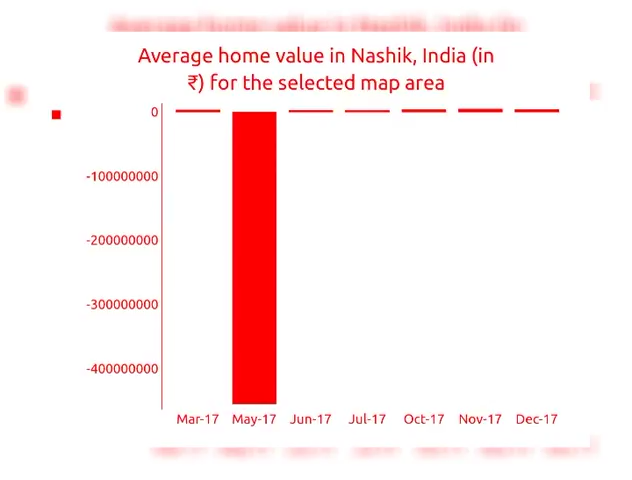 Average home value in Nashik, India (in
₹) for the selected map area
0
-100000000
-200000000
-300000000
-400000000
Mar-17 May-17 Jun-17 Jul-17 Oct-17 Nov-17 Dec-17